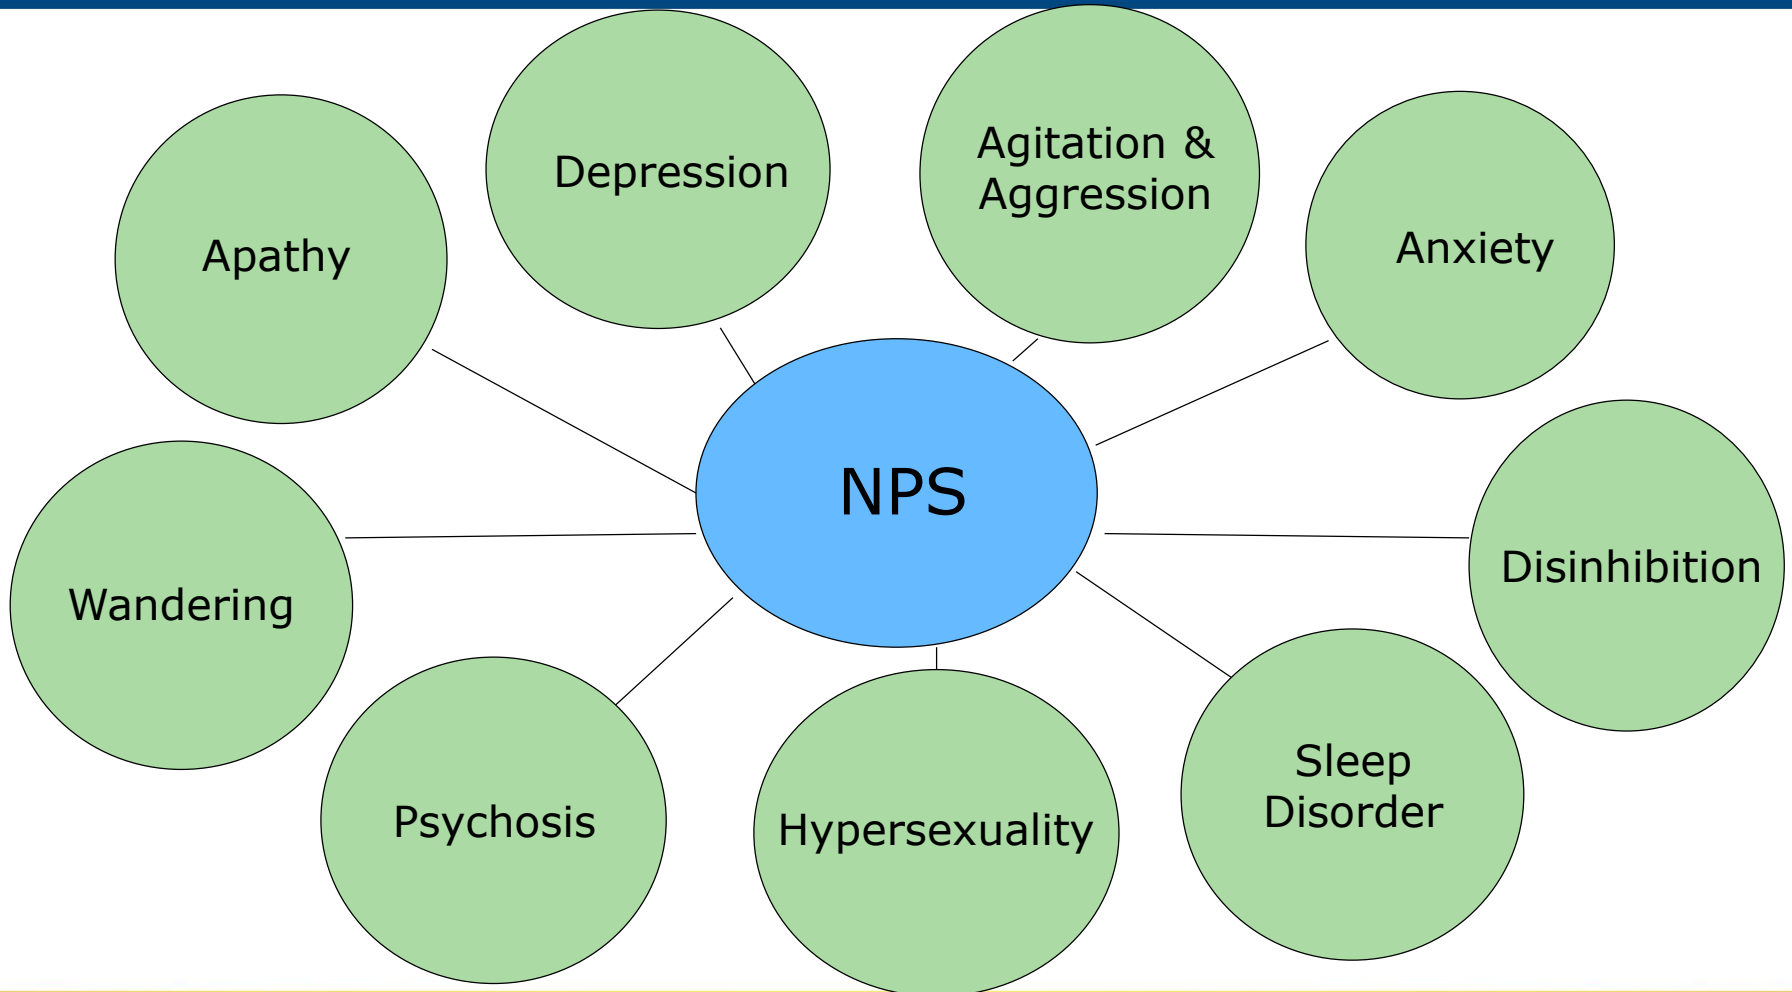 Depression
Agitation &
Aggression
Apathy
Anxiety
NPS
Disinhibition
Wandering
Sleep
Disorder
Psychosis
Hypersexuality